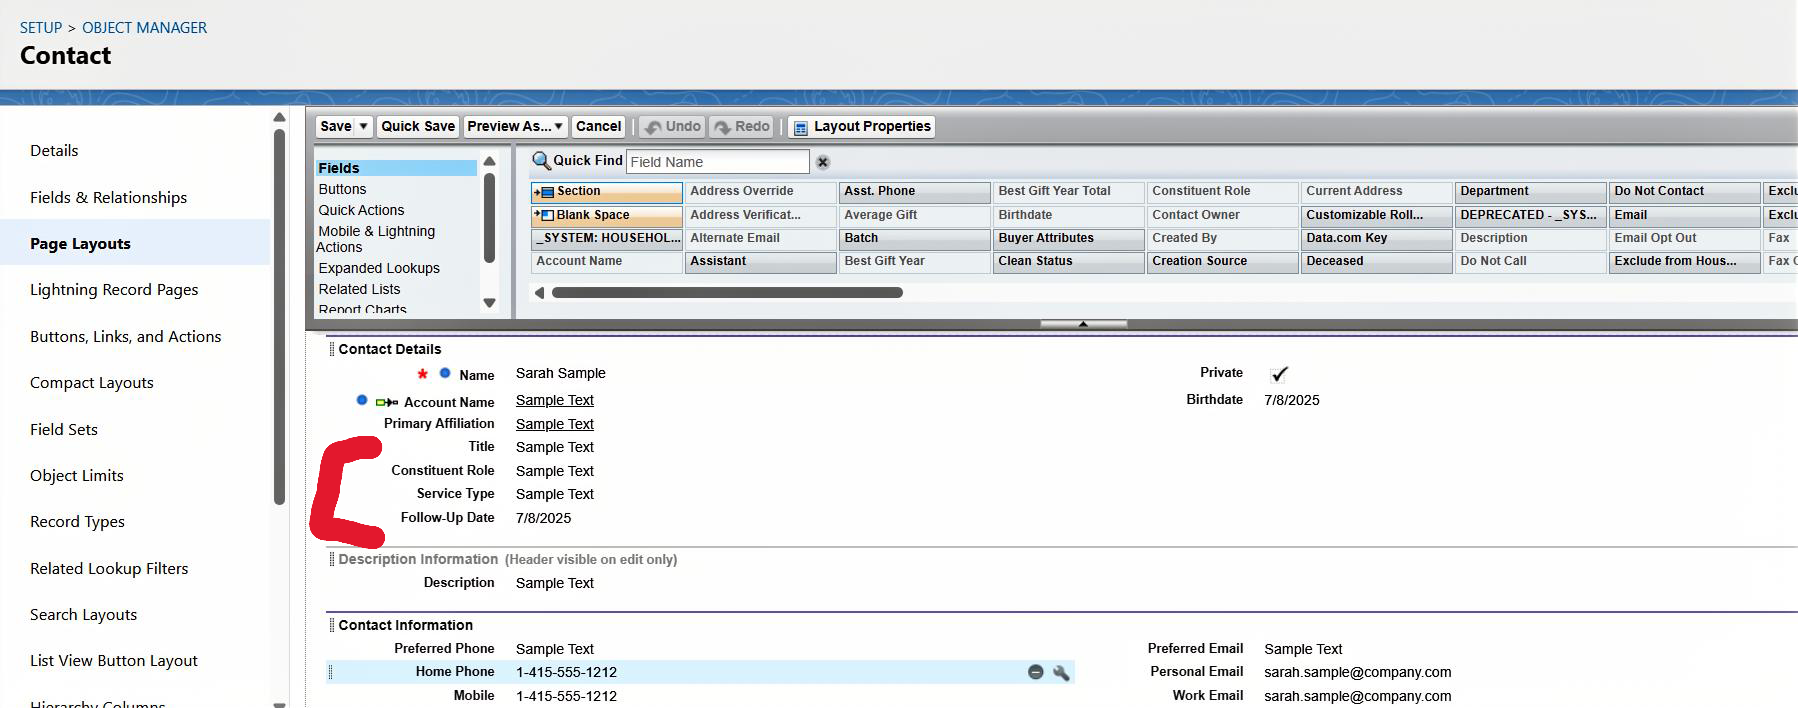 SETUP > OBJECT MANAGER
Contact
Details
Fields & Relationships
Page Layouts
Lightning Record Pages
Buttons, Links, and Actions
Compact Layouts
Field Sets
Object Limits
Record Types
Related Lookup Filters
Search Layouts
List View Button Layout
Hierarchy Columns
Save Quick Save Preview As... Cancel Undo Redo Layout Properties
Fields
Buttons
Quick Actions
Mobile & Lightning
Actions
Expanded Lookups
Related Lists
Report Charts
Quick Find Field Name
Section Address Override Asst. Phone Best Gift Year Total Constituent Role Current Address Department Do Not Contact Exclu
Blank Space Address Verificat... Average Gift Birthdate Contact Owner Customizable Roll... DEPRECATED - _SYS... Email Exclu
_SYSTEM: HOUSEHOL... Alternate Email Batch Buyer Attributes Created By Data.com Key Description Email Opt Out Fax
Account Name Assistant Best Gift Year Clean Status Creation Source Deceased Do Not Call Exclude from Hous... Fax O
Contact Details
* Name Sarah Sample Private
Account Name Sample Text Birthdate 7/8/2025
Primary Affiliation Sample Text
Title Sample Text
Constituent Role Sample Text
Service Type Sample Text
Follow-Up Date 7/8/2025
Description Information (Header visible on edit only)
Description Sample Text
Contact Information
Preferred Phone Sample Text Preferred Email Sample Text
Home Phone 1-415-555-1212 Personal Email sarah.sample@company.com
Mobile 1-415-555-1212 Work Email sarah.sample@company.com